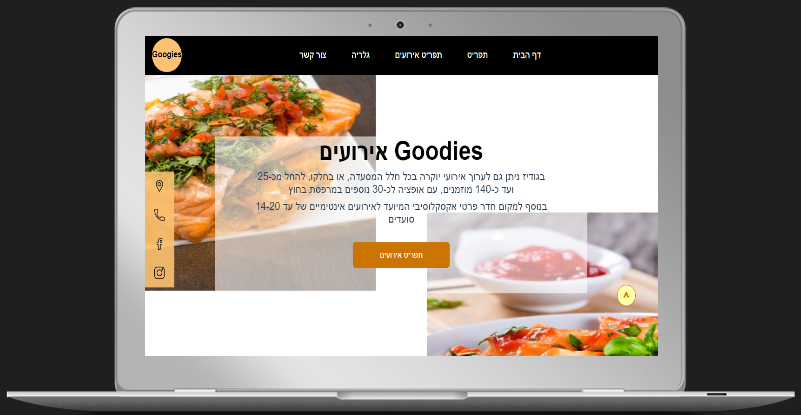 Googies
דף הבית
תפריט
תפריט אירועים
גלריה
צור קשר
Goodies אירועים
בגודיז ניתן גם לערוך אירועי יוקרה בכל חלל המסעדה, או בחלקו, להחל מכ-25
ועד כ-140 מוזמנים, עם אופציה לכ-30 נוספים במרפסת בחוץ
בנוסף למקום חדר פרטי אקסקלוסיבי המיועד לאירועים אינטימיים של עד 14-20
סועדים
תפריט אירועים